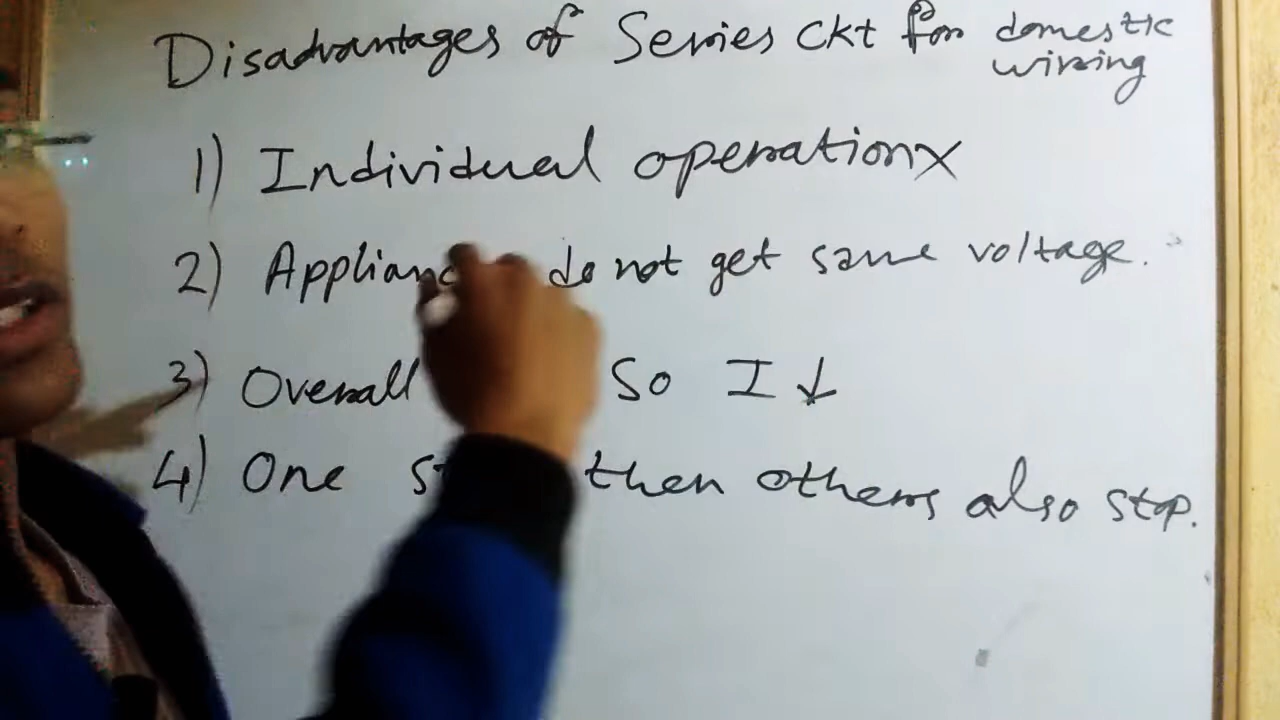 Disadvantages of Series Ckt for domestic
wiring
1) Individual operation X
2) Applianc do not get same voltage.
3) Overall So I ↓
4) One then others also stop.